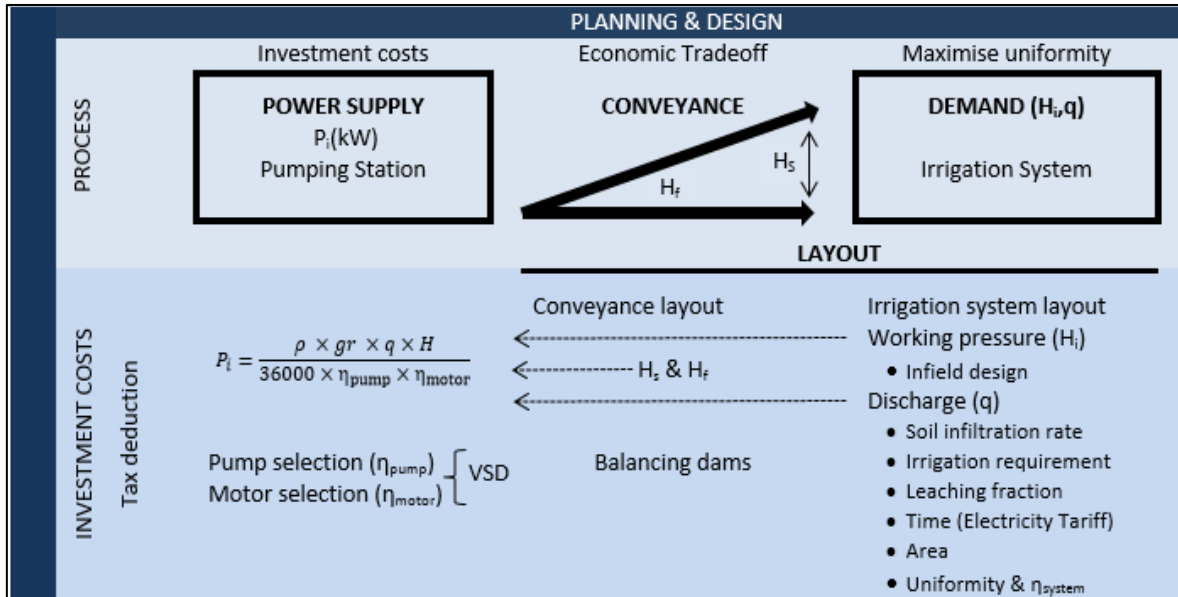 PLANNING & DESIGN
PROCESS
Investment costs
Economic Tradeoff
Maximise uniformity
POWER SUPPLY
Pᵢ(kW)
Pumping Station
CONVEYANCE
H_S
H_f
DEMAND (Hᵢ,q)
Irrigation System
LAYOUT
INVESTMENT COSTS
Tax deduction
P_i = (ρ × gr × q × H) / (36000 × η_pump × η_motor)
Pump selection (η_pump)
Motor selection (η_motor)
VSD
Conveyance layout
H_s & H_f
Balancing dams
Irrigation system layout
Working pressure (Hᵢ)
• Infield design
Discharge (q)
• Soil infiltration rate
• Irrigation requirement
• Leaching fraction
• Time (Electricity Tariff)
• Area
• Uniformity & η_system